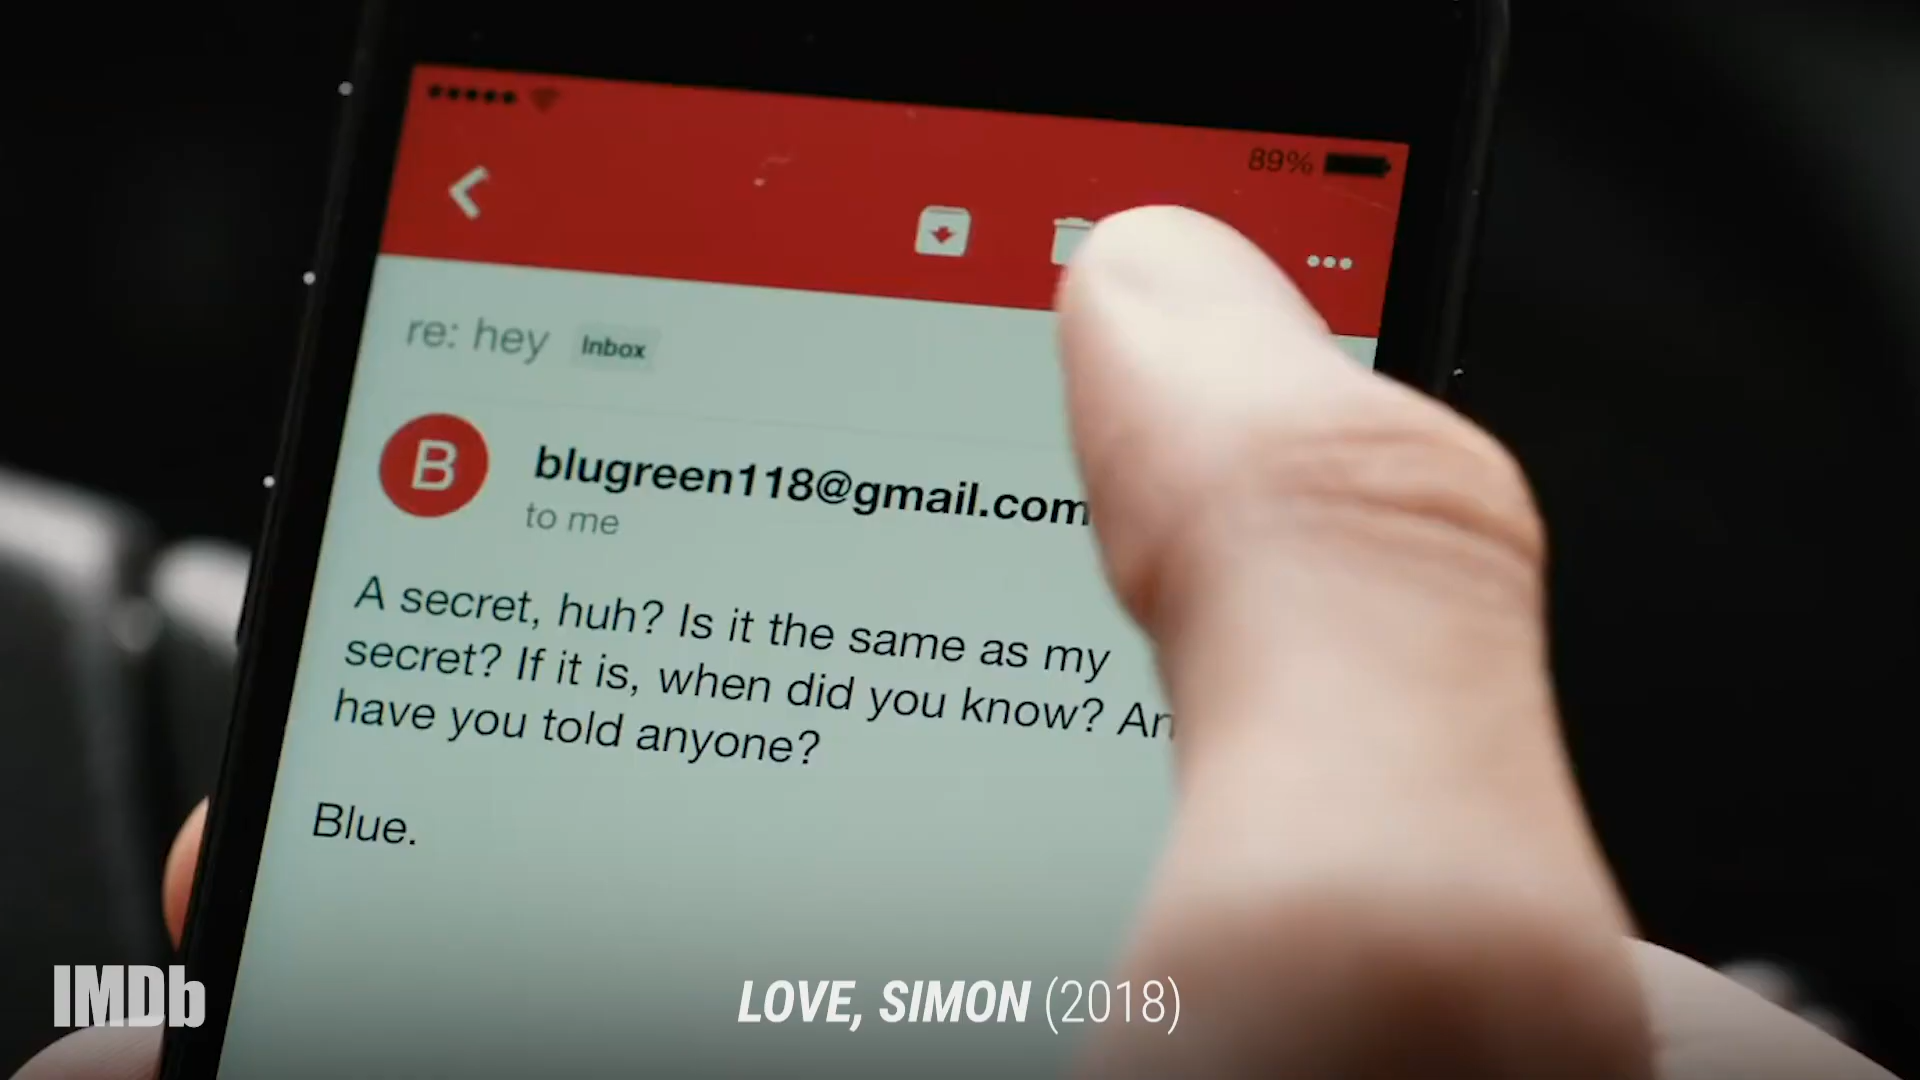 89%
re: hey Inbox
B
blugreen118@gmail.com
to me
A secret, huh? Is it the same as my
secret? If it is, when did you know? An
have you told anyone?
Blue.
IMDb
LOVE, SIMON (2018)